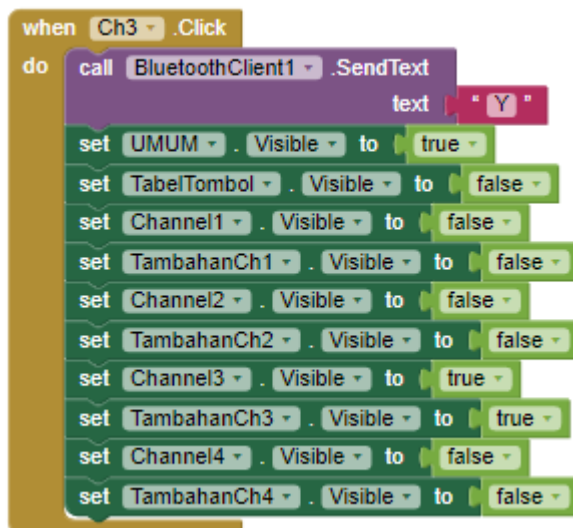 when Ch3 .Click
do call BluetoothClient1 .SendText
text " Y "
set UMUM . Visible to true
set TabelTombol . Visible to false
set Channel1 . Visible to false
set TambahanCh1 . Visible to false
set Channel2 . Visible to false
set TambahanCh2 . Visible to false
set Channel3 . Visible to true
set TambahanCh3 . Visible to true
set Channel4 . Visible to false
set TambahanCh4 . Visible to false